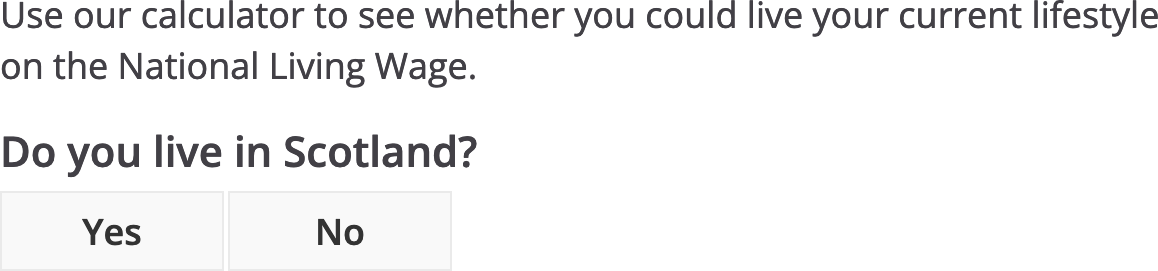 Use our calculator to see whether you could live your current lifestyle
on the National Living Wage.
Do you live in Scotland?
Yes No